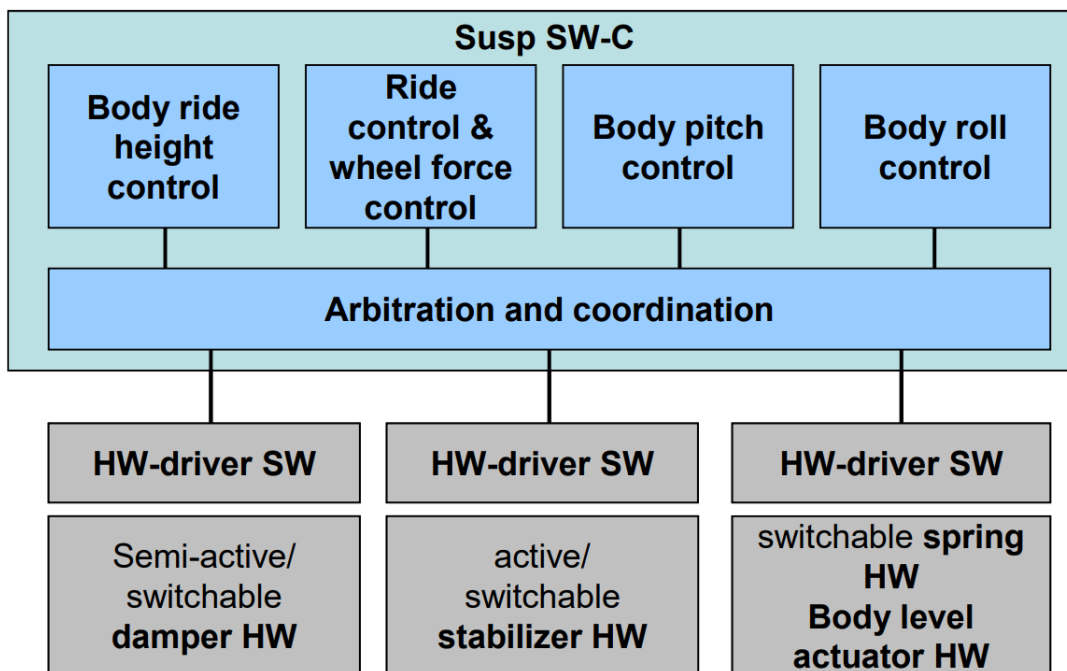 Susp SW-C
Body ride
height
control
Ride
control &
wheel force
control
Body pitch
control
Body roll
control
Arbitration and coordination
HW-driver SW
HW-driver SW
HW-driver SW
Semi-active/
switchable
damper HW
active/
switchable
stabilizer HW
switchable spring
HW
Body level
actuator HW